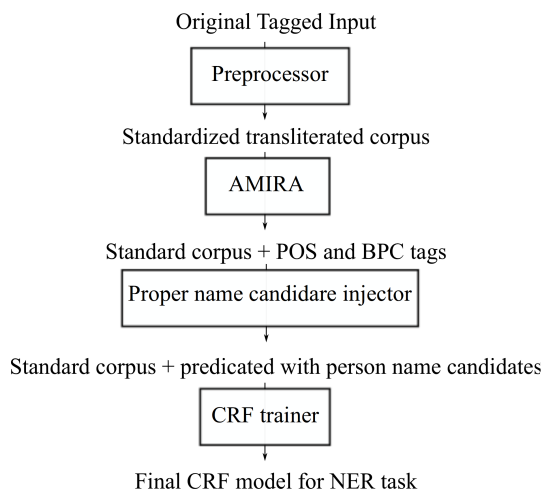 Original Tagged Input
Preprocessor
Standardized transliterated corpus
AMIRA
Standard corpus + POS and BPC tags
Proper name candidare injector
Standard corpus + predicated with person name candidates
CRF trainer
Final CRF model for NER task